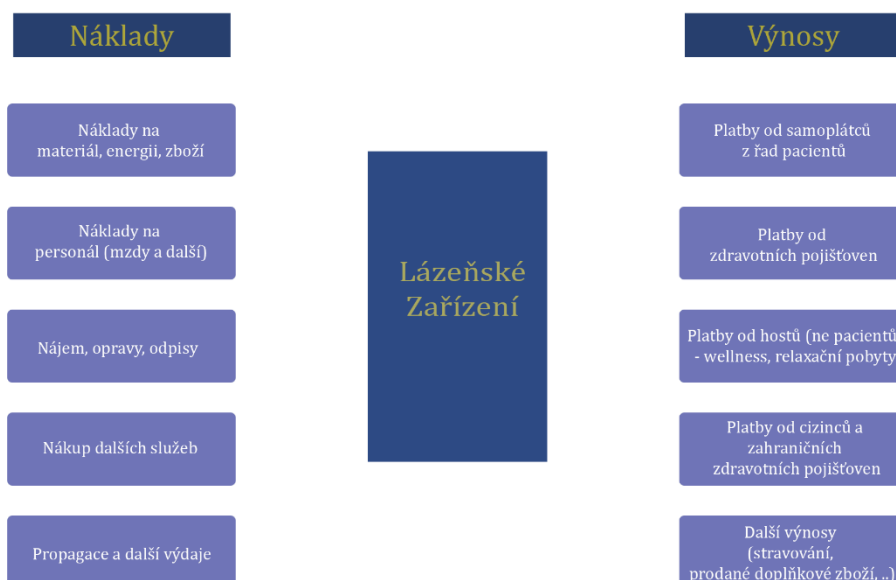 Náklady
Výnosy
Náklady na
materiál, energii, zboží
Náklady na
personál (mzdy a další)
Nájem, opravy, odpisy
Nákup dalších služeb
Propagace a další výdaje
Lázeňské
Zařízení
Platby od samoplátců
z řad pacientů
Platby od
zdravotních pojišťoven
Platby od hostů (ne pacientů
- wellness, relaxační pobyty
Platby od cizinců a
zahraničních
zdravotních pojišťoven
Další výnosy
(stravování,
prodané doplňkové zboží, ..)